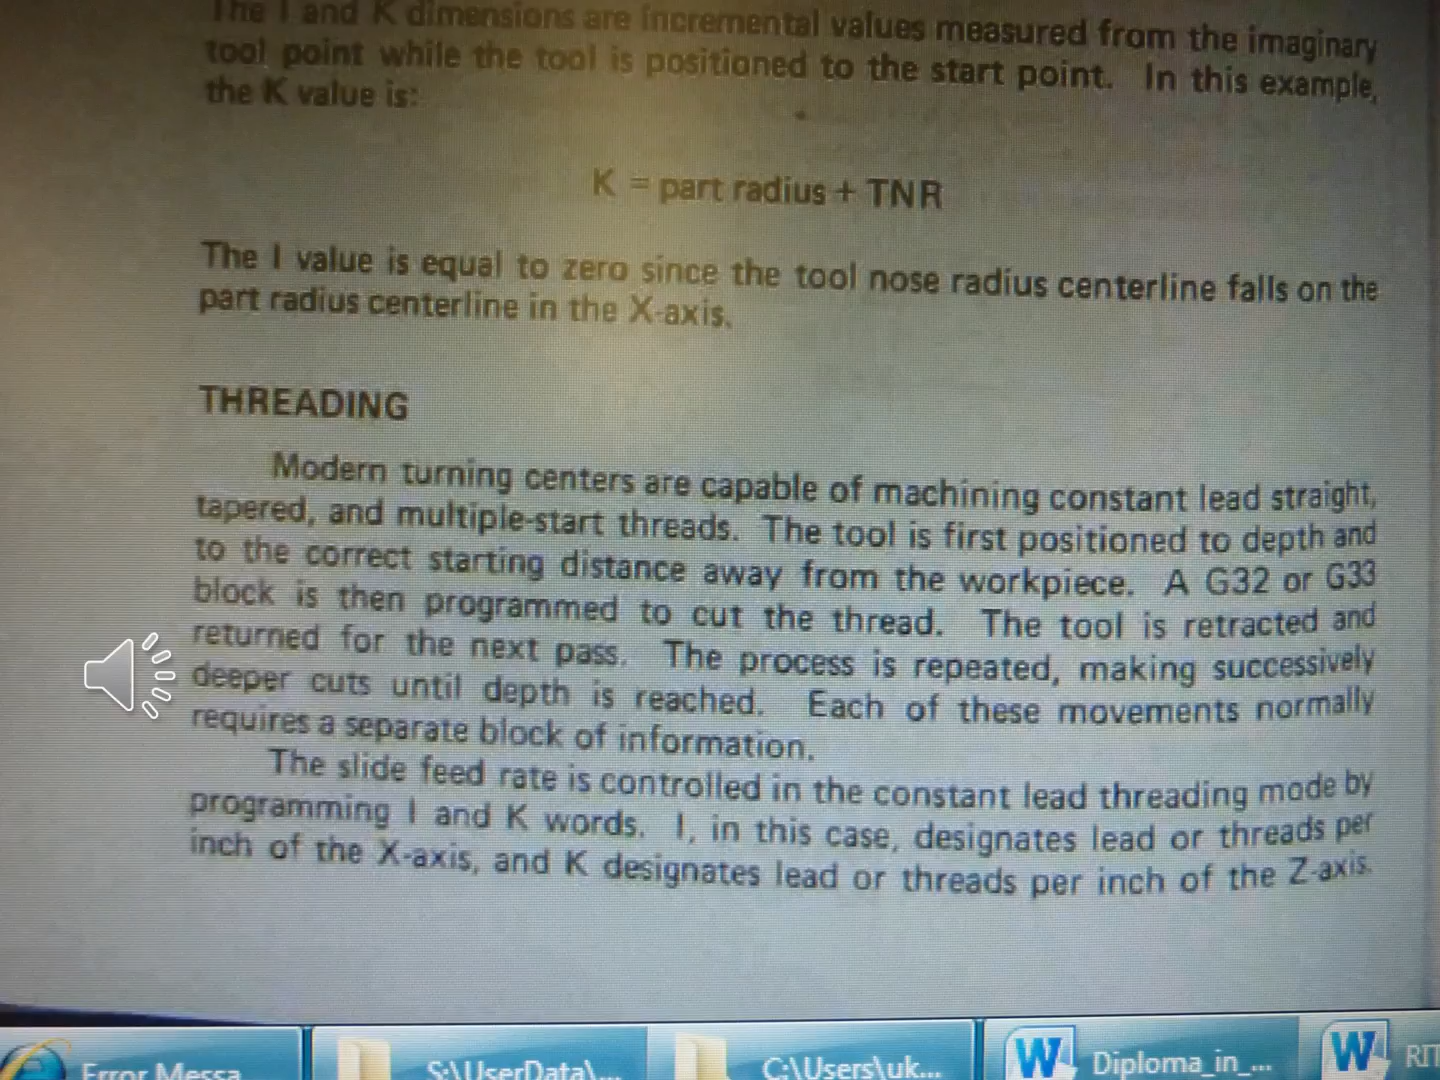 The I and K dimensions are incremental values measured from the imaginary
tool point while the tool is positioned to the start point. In this example,
the K value is:
K = part radius + TNR
The I value is equal to zero since the tool nose radius centerline falls on the
part radius centerline in the X-axis.
THREADING
Modern turning centers are capable of machining constant lead straight,
tapered, and multiple-start threads. The tool is first positioned to depth and
to the correct starting distance away from the workpiece. A G32 or G33
block is then programmed to cut the thread. The tool is retracted and
returned for the next pass. The process is repeated, making successively
deeper cuts until depth is reached. Each of these movements normally
requires a separate block of information.
The slide feed rate is controlled in the constant lead threading mode by
programming I and K words. I, in this case, designates lead or threads per
inch of the X-axis, and K designates lead or threads per inch of the Z-axis.
Error Messa S:\UserData\... C:\Users\uk... Diploma_in_... RIT